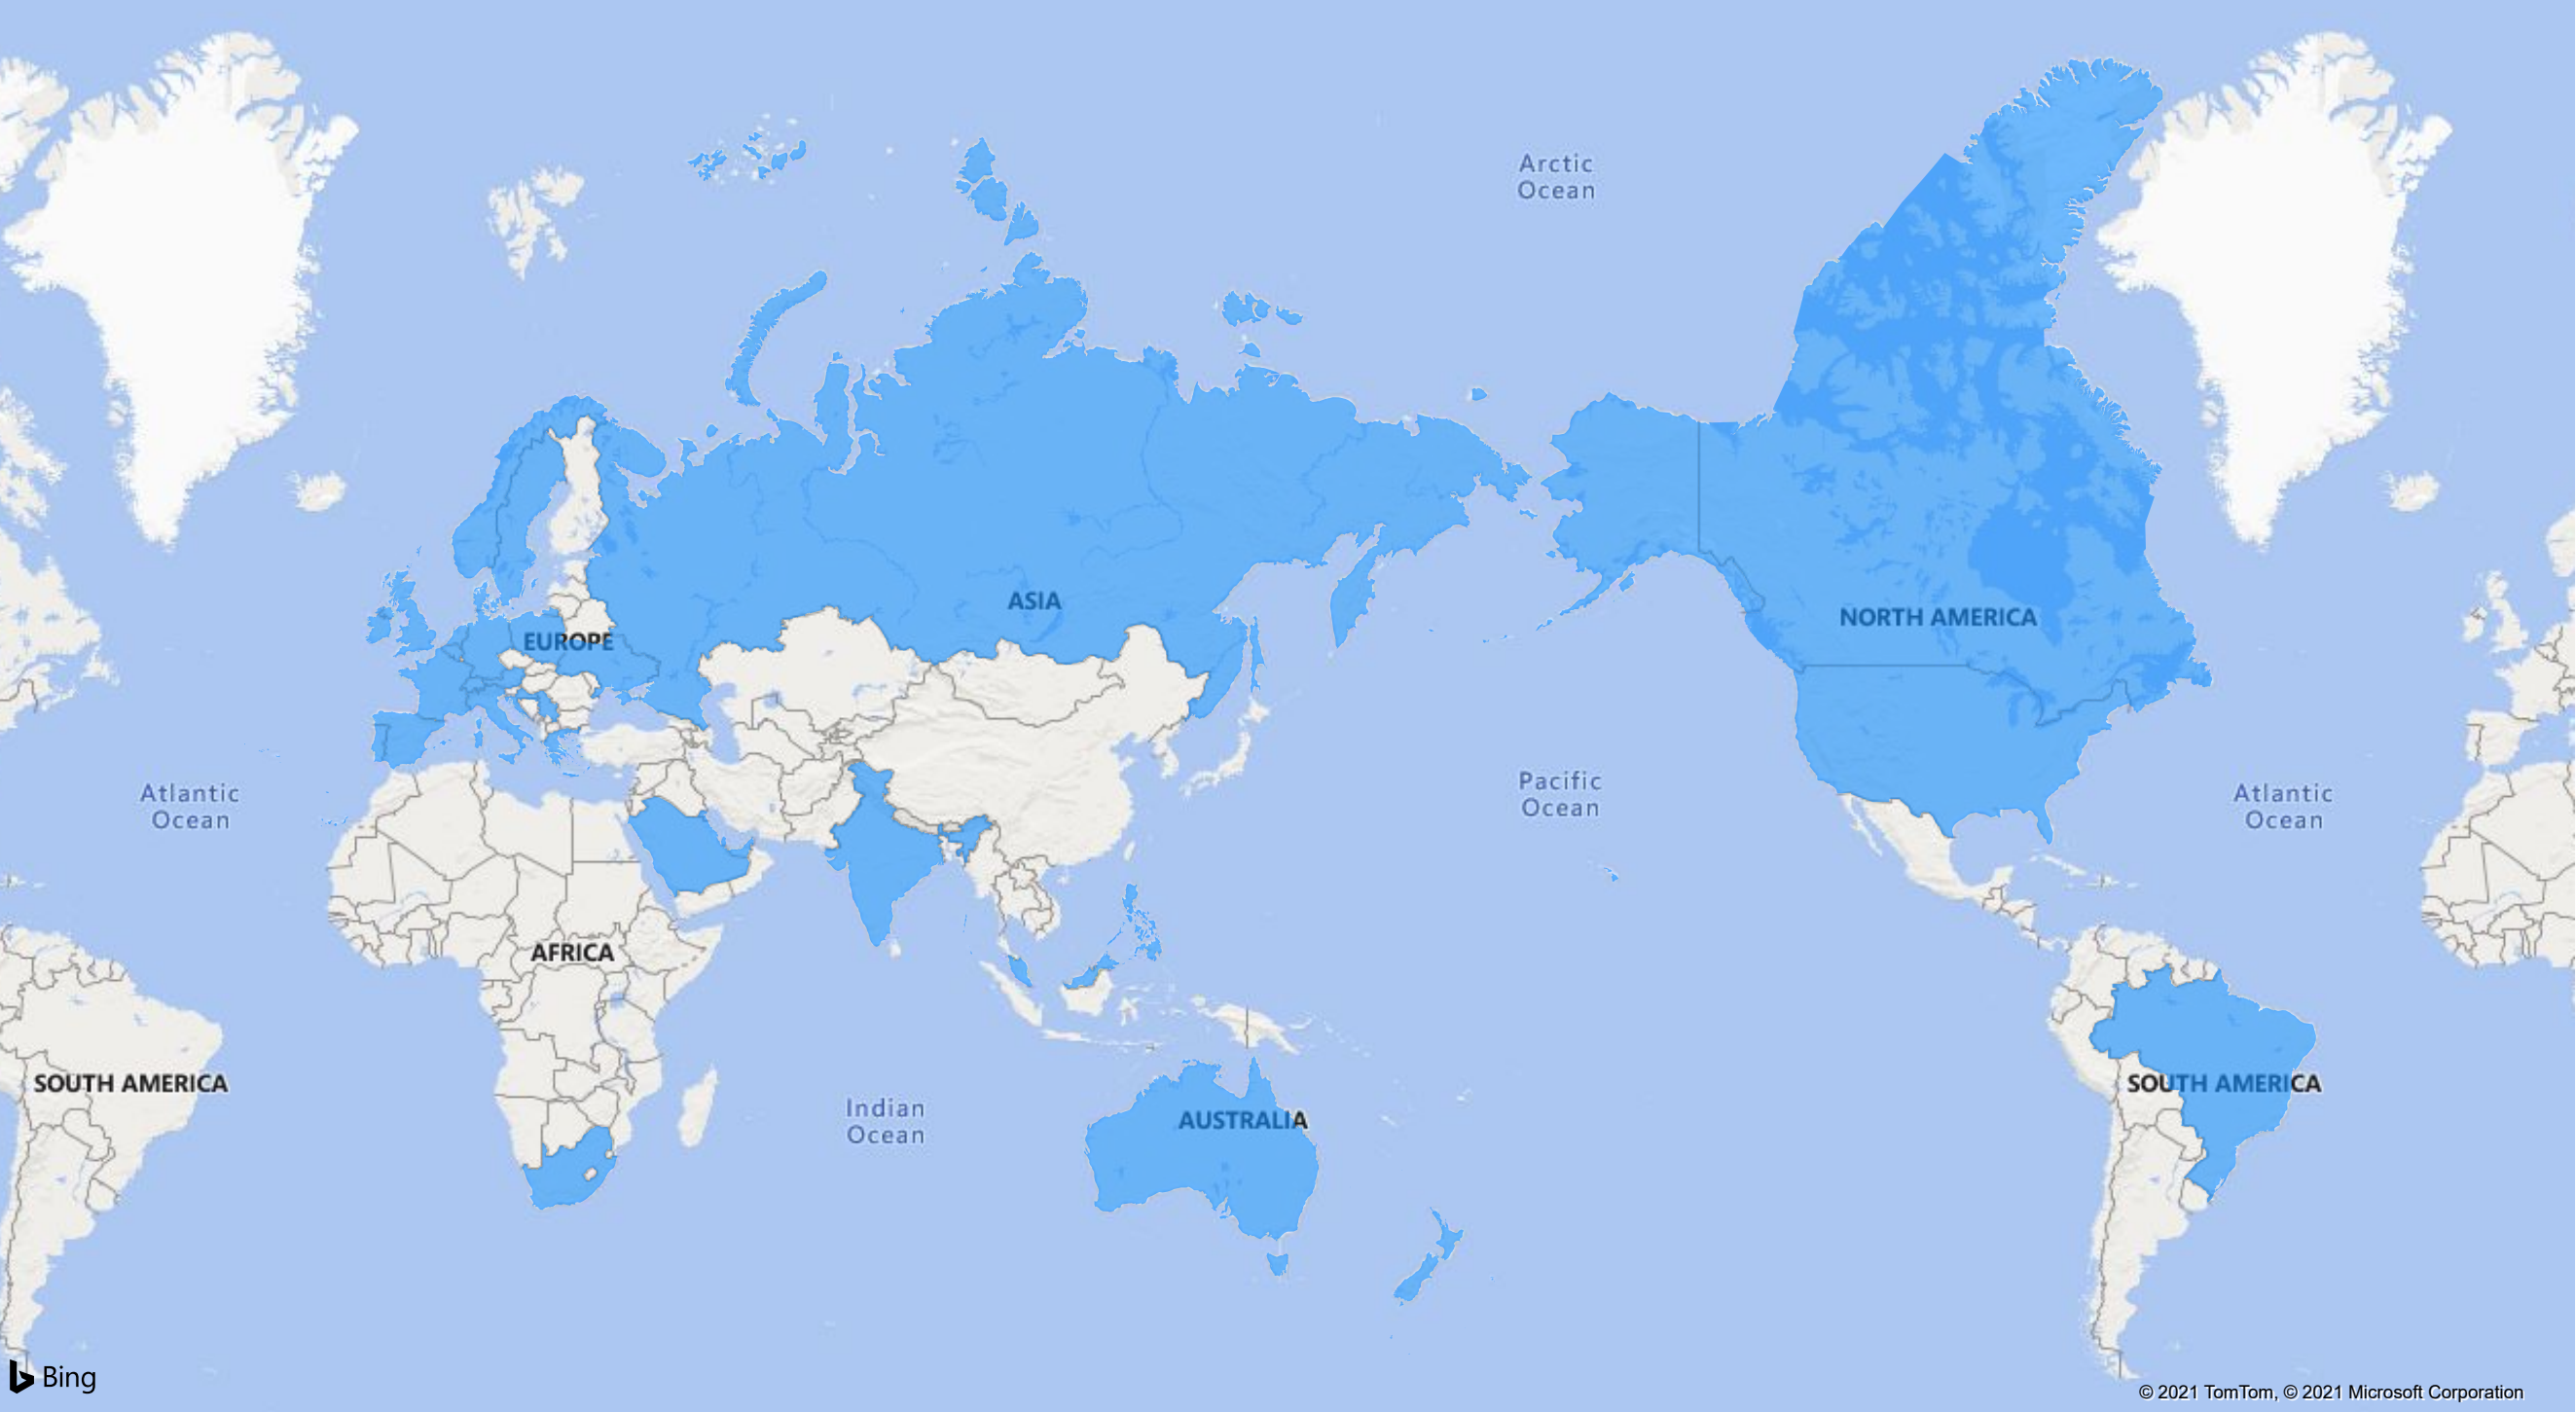 Arctic
Ocean
ASIA
NORTH AMERICA
EUROPE
Pacific
Ocean
Atlantic
Ocean
Atlantic
Ocean
AFRICA
SOUTH AMERICA
SOUTH AMERICA
Indian
Ocean
AUSTRALIA
Bing
© 2021 TomTom, © 2021 Microsoft Corporation